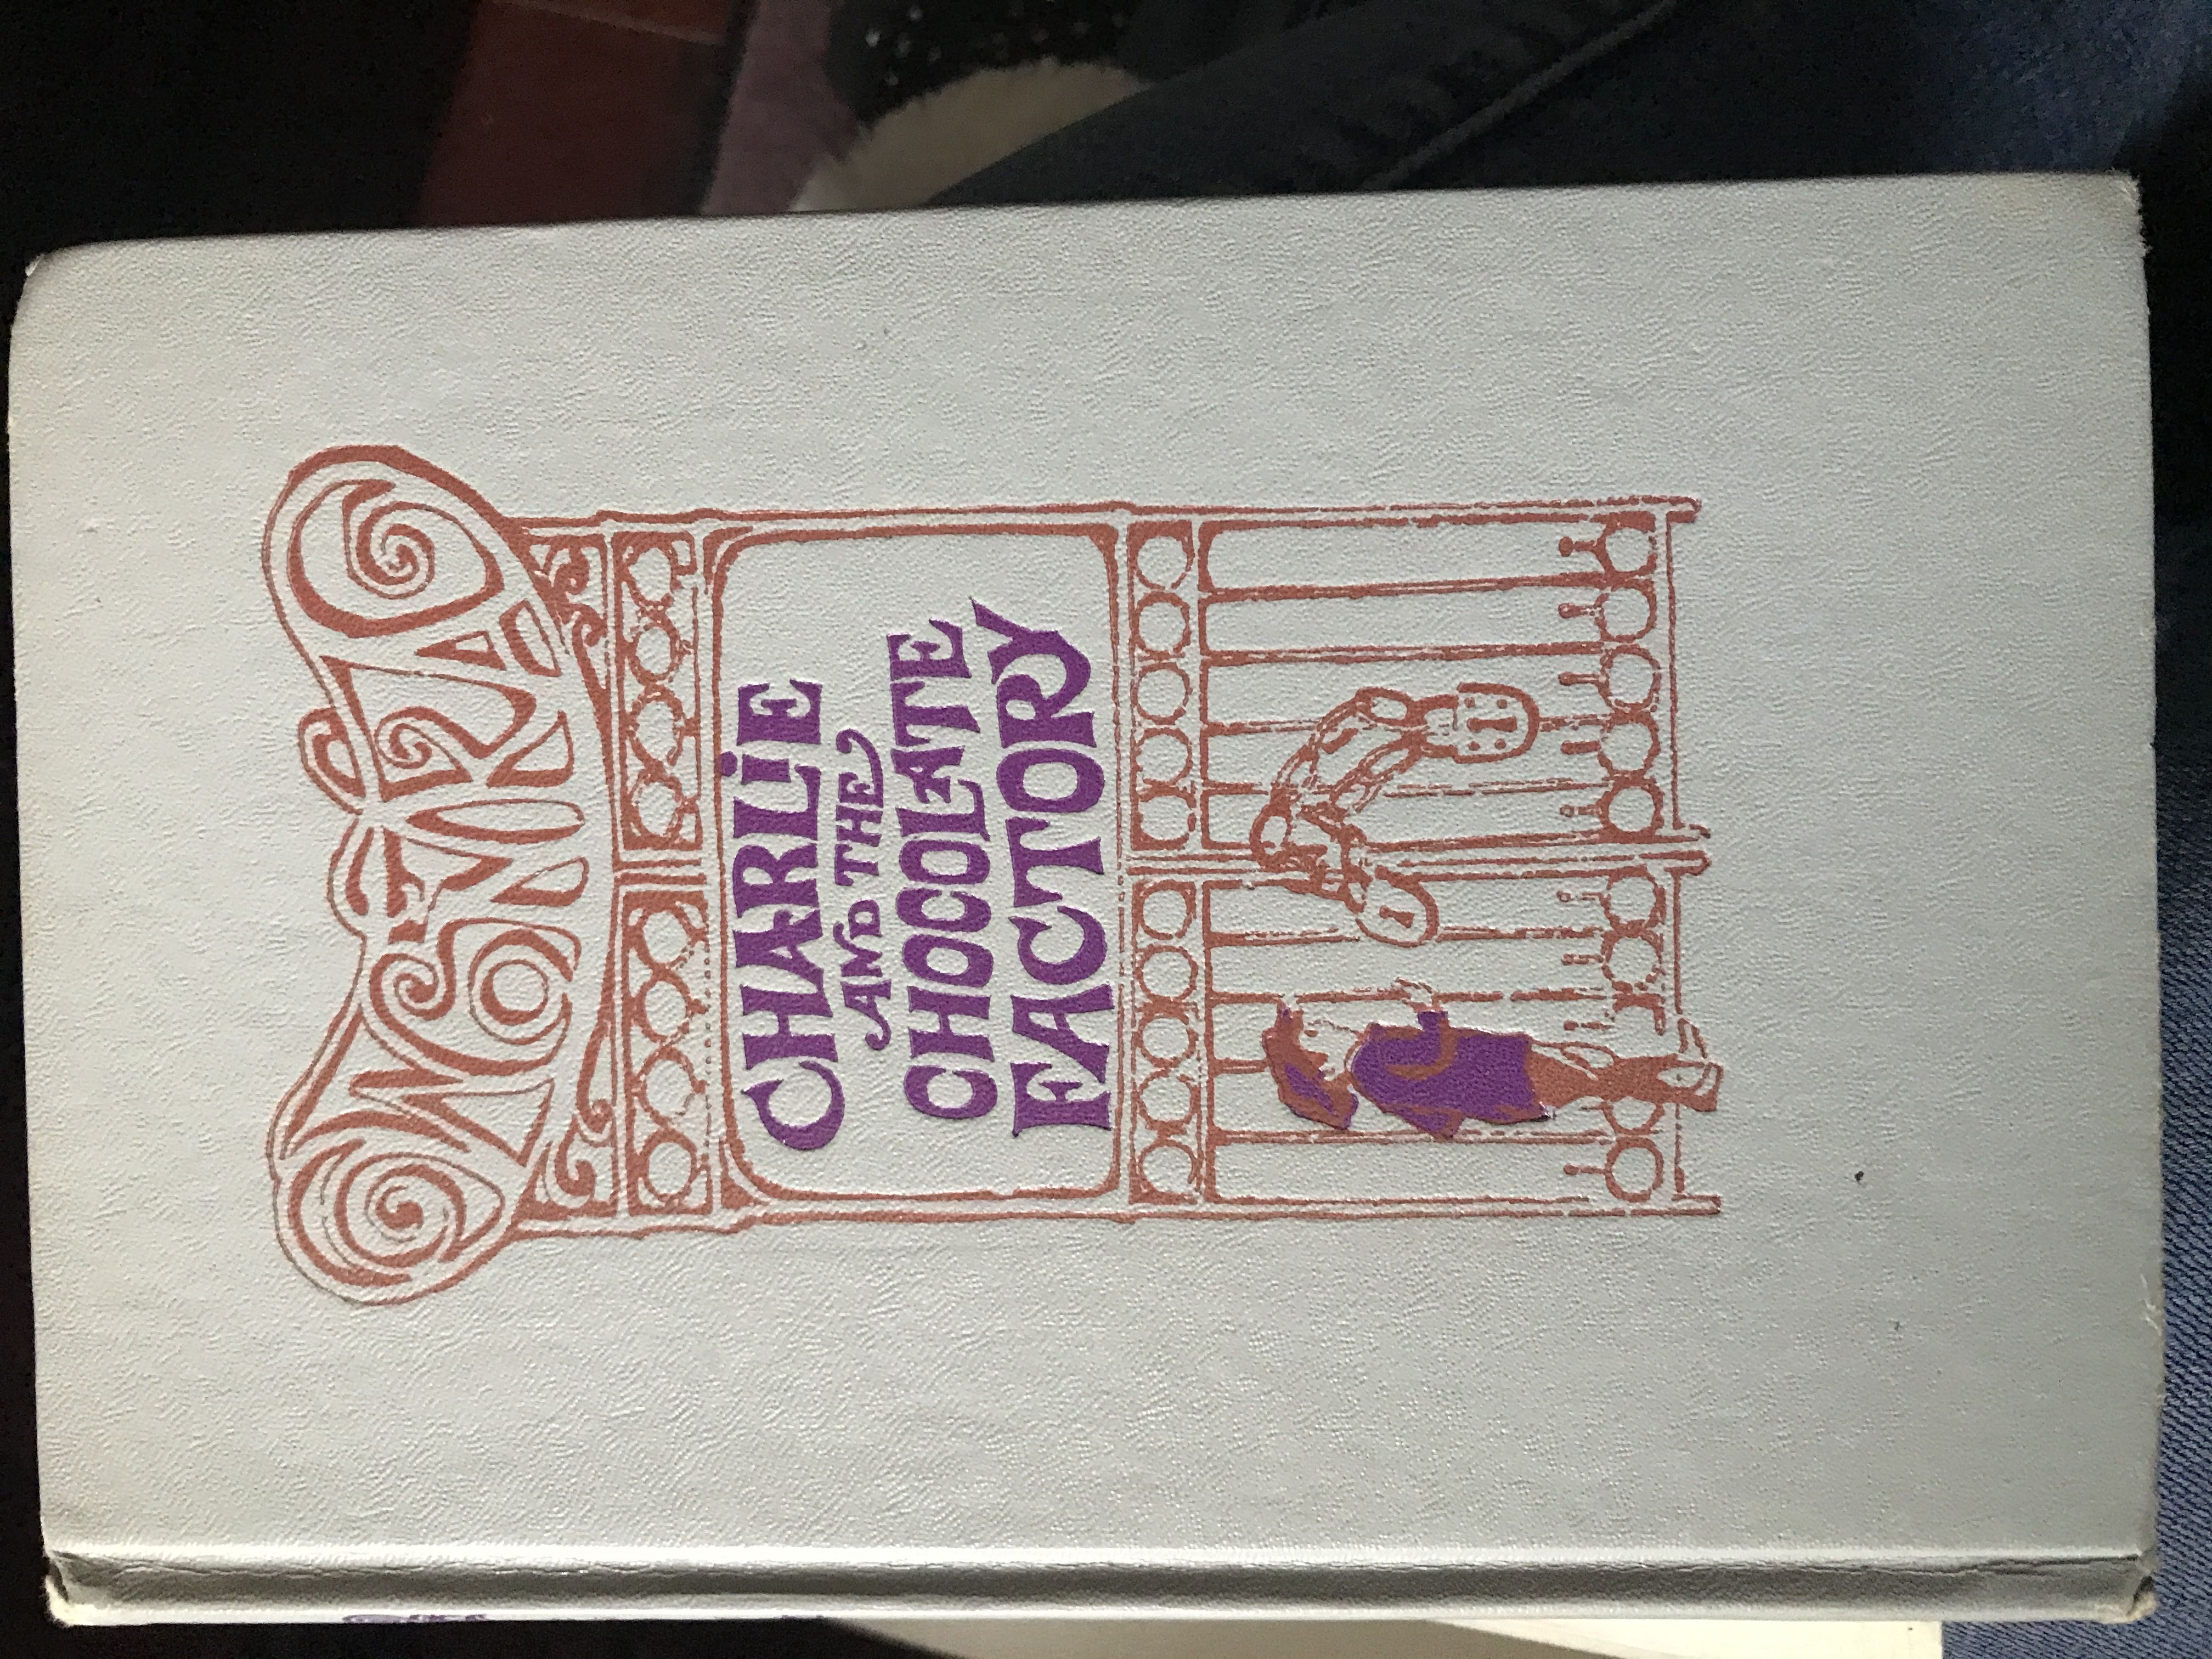 WONKA
CHARLiE
AND THE
CHOCOLATE
FACTORY